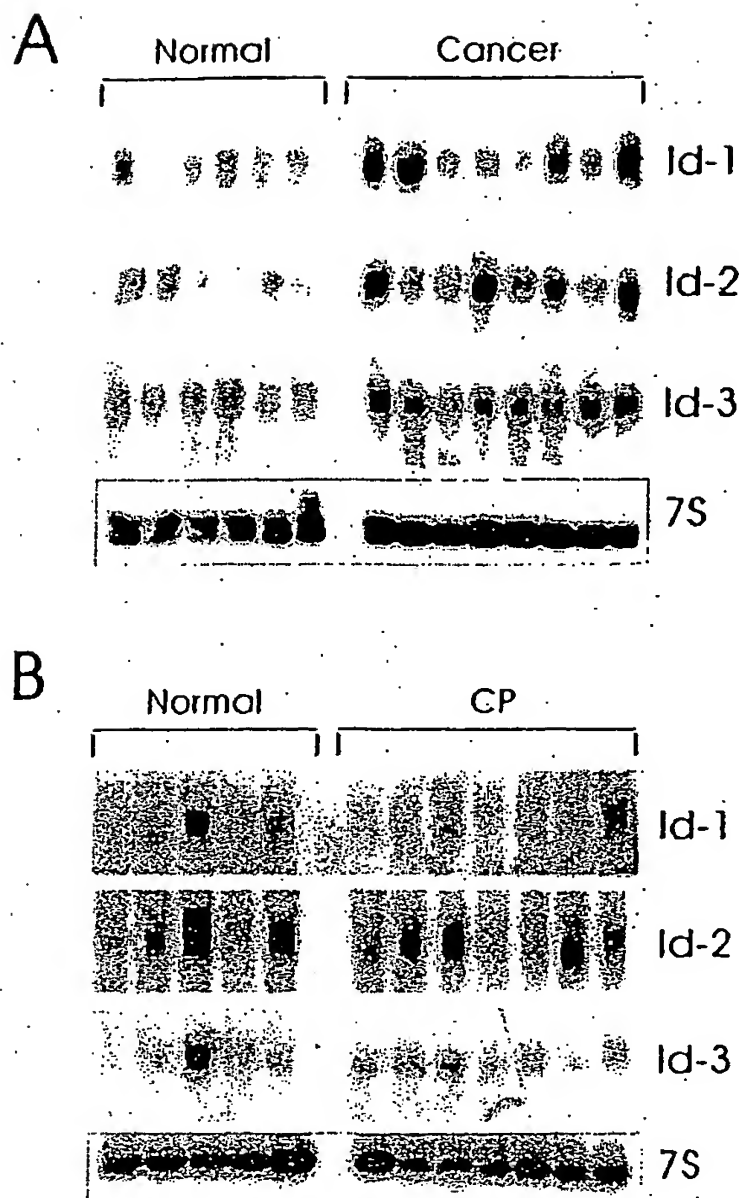 A
Normal Cancer
Id-1
Id-2
Id-3
7S
B
Normal CP
Id-1
Id-2
Id-3
7S